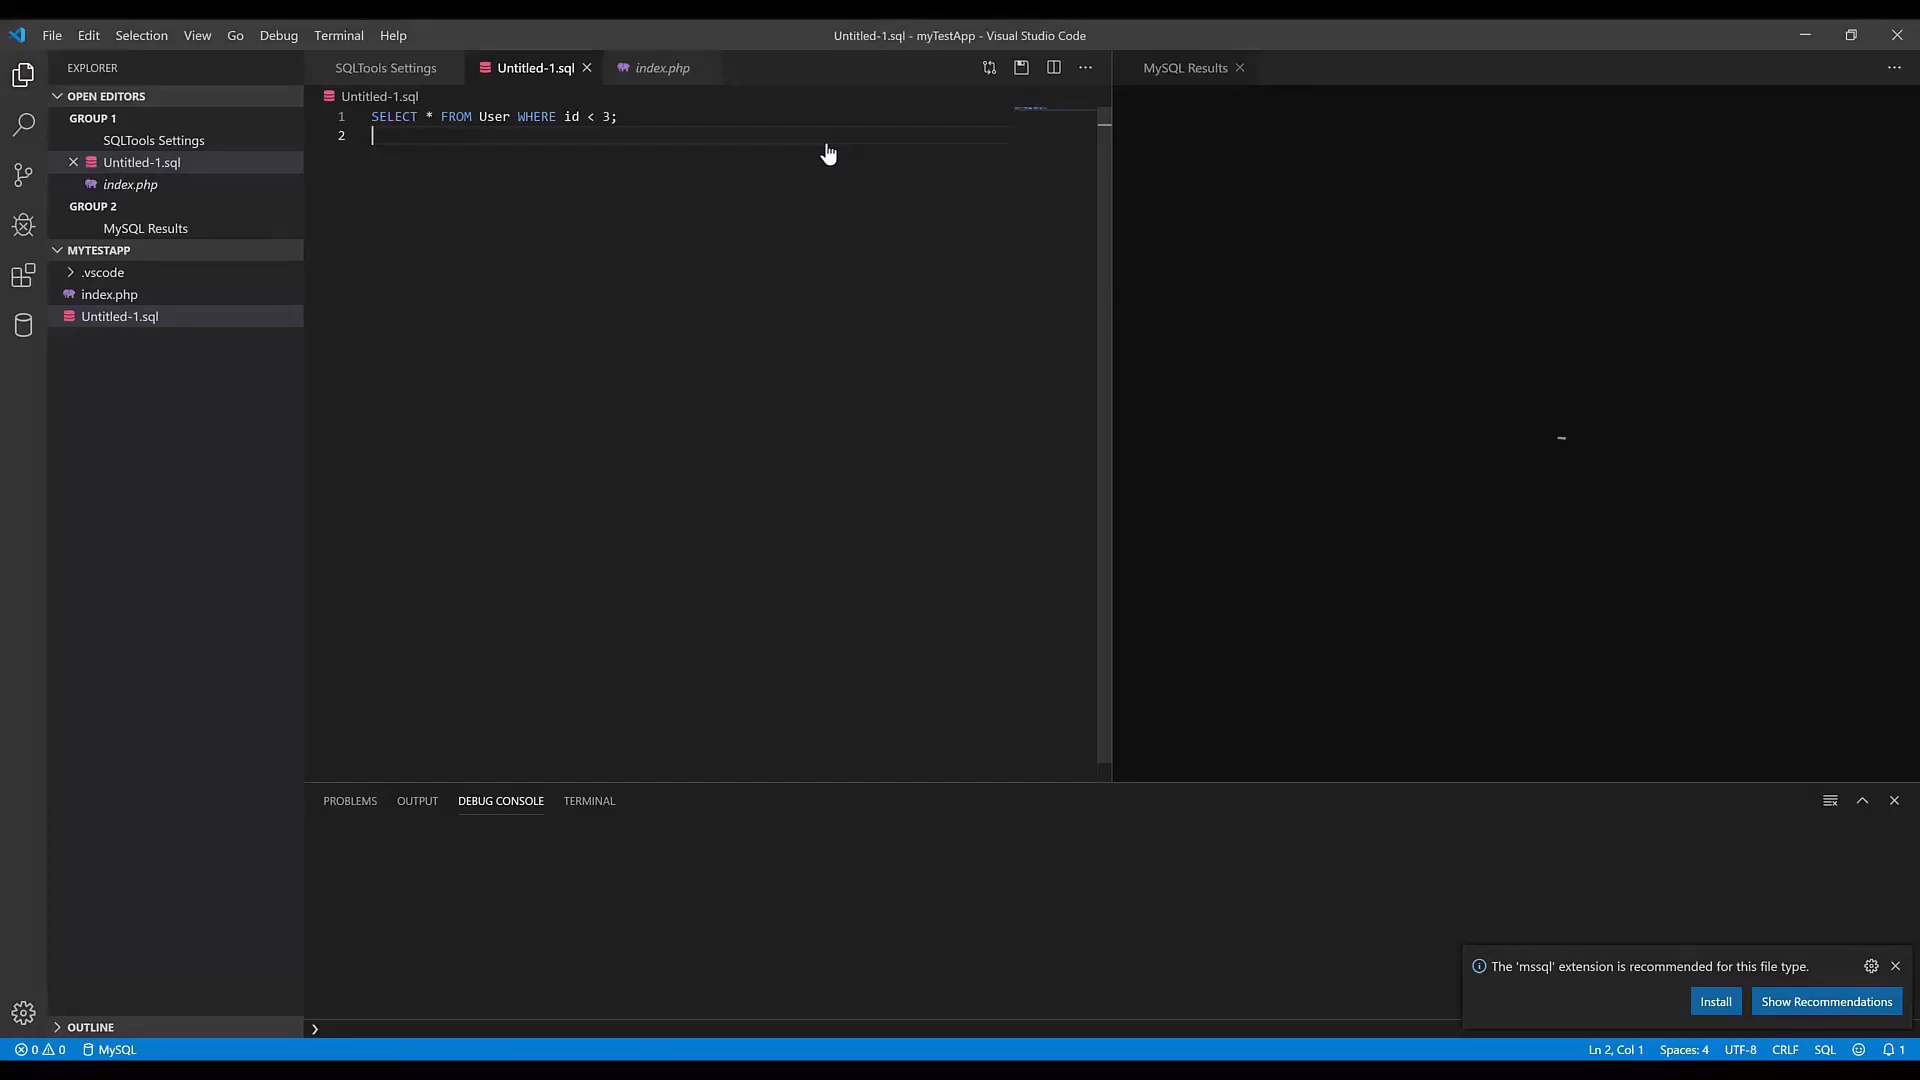 File Edit Selection View Go Debug Terminal Help
Untitled-1.sql - myTestApp - Visual Studio Code
EXPLORER
OPEN EDITORS
GROUP 1
SQLTools Settings
Untitled-1.sql
index.php
GROUP 2
MySQL Results
MYTESTAPP
.vscode
index.php
Untitled-1.sql
OUTLINE
SQLTools Settings
Untitled-1.sql
index.php
Untitled-1.sql
1 SELECT * FROM User WHERE id < 3;
2
MySQL Results
PROBLEMS OUTPUT DEBUG CONSOLE TERMINAL
The 'mssql' extension is recommended for this file type.
Install
Show Recommendations
0 0 MySQL
Ln 2, Col 1 Spaces: 4 UTF-8 CRLF SQL 1